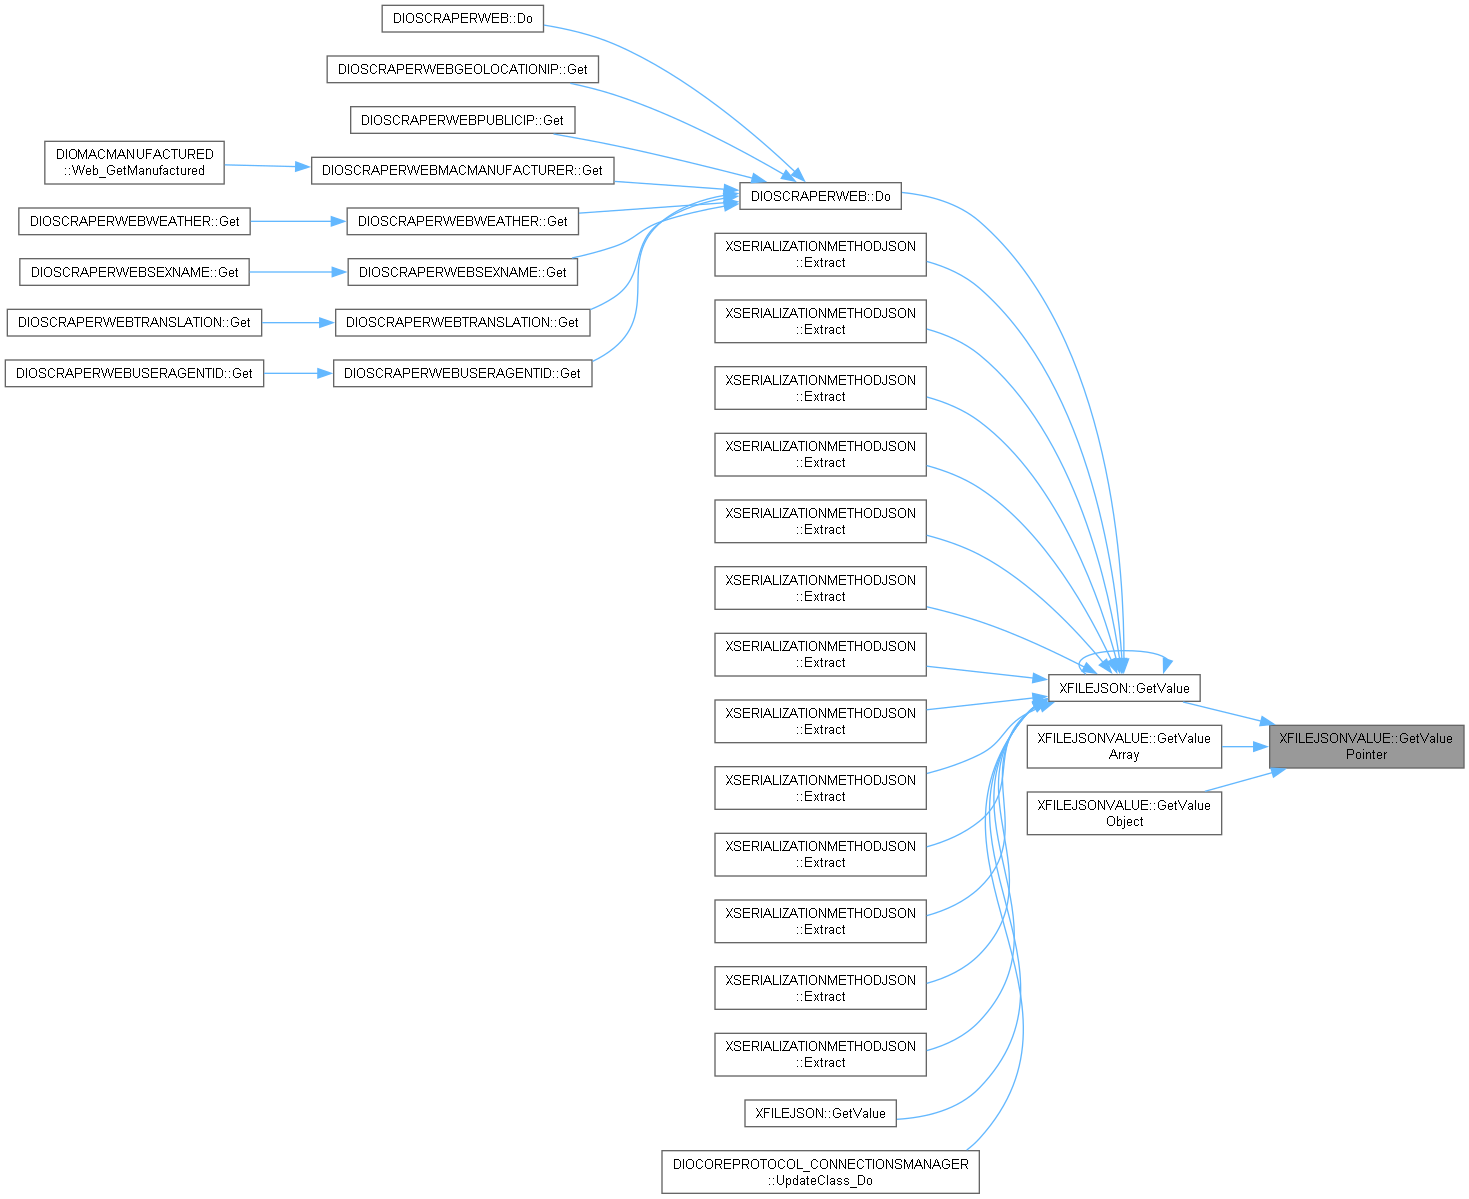 DIOSCRAPERWEB::Do
DIOSCRAPERWEBGEOLOCATIONIP::Get
DIOSCRAPERWEBPUBLICIP::Get
DIOMACMANUFACTURED
::Web_GetManufactured
DIOSCRAPERWEBMACMANUFACTURER::Get
DIOSCRAPERWEBWEATHER::Get
DIOSCRAPERWEBWEATHER::Get
DIOSCRAPERWEBSEXNAME::Get
DIOSCRAPERWEBSEXNAME::Get
DIOSCRAPERWEBTRANSLATION::Get
DIOSCRAPERWEBTRANSLATION::Get
DIOSCRAPERWEBUSERAGENTID::Get
DIOSCRAPERWEBUSERAGENTID::Get
DIOSCRAPERWEB::Do
XSERIALIZATIONMETHODJSON
::Extract
XSERIALIZATIONMETHODJSON
::Extract
XSERIALIZATIONMETHODJSON
::Extract
XSERIALIZATIONMETHODJSON
::Extract
XSERIALIZATIONMETHODJSON
::Extract
XSERIALIZATIONMETHODJSON
::Extract
XSERIALIZATIONMETHODJSON
::Extract
XSERIALIZATIONMETHODJSON
::Extract
XSERIALIZATIONMETHODJSON
::Extract
XSERIALIZATIONMETHODJSON
::Extract
XSERIALIZATIONMETHODJSON
::Extract
XSERIALIZATIONMETHODJSON
::Extract
XSERIALIZATIONMETHODJSON
::Extract
XFILEJSON::GetValue
DIOCOREPROTOCOL_CONNECTIONSMANAGER
::UpdateClass_Do
XFILEJSON::GetValue
XFILEJSONVALUE::GetValue
Array
XFILEJSONVALUE::GetValue
Object
XFILEJSONVALUE::GetValue
Pointer